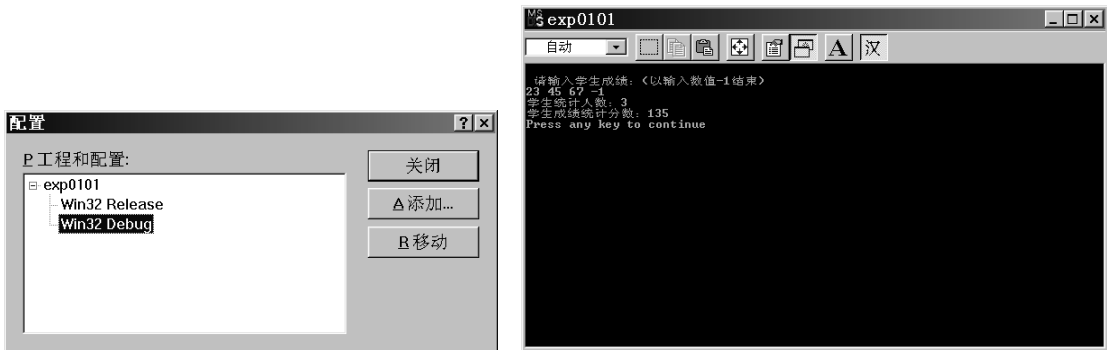 配置
P工程和配置:
exp0101
Win32 Release
Win32 Debug
关闭
A添加...
R移动
exp0101
自动
A
汉
请输入学生成绩:(以输入数值-1结束)
23 45 67 -1
学生统计人数: 3
学生成绩统计分数: 135
Press any key to continue